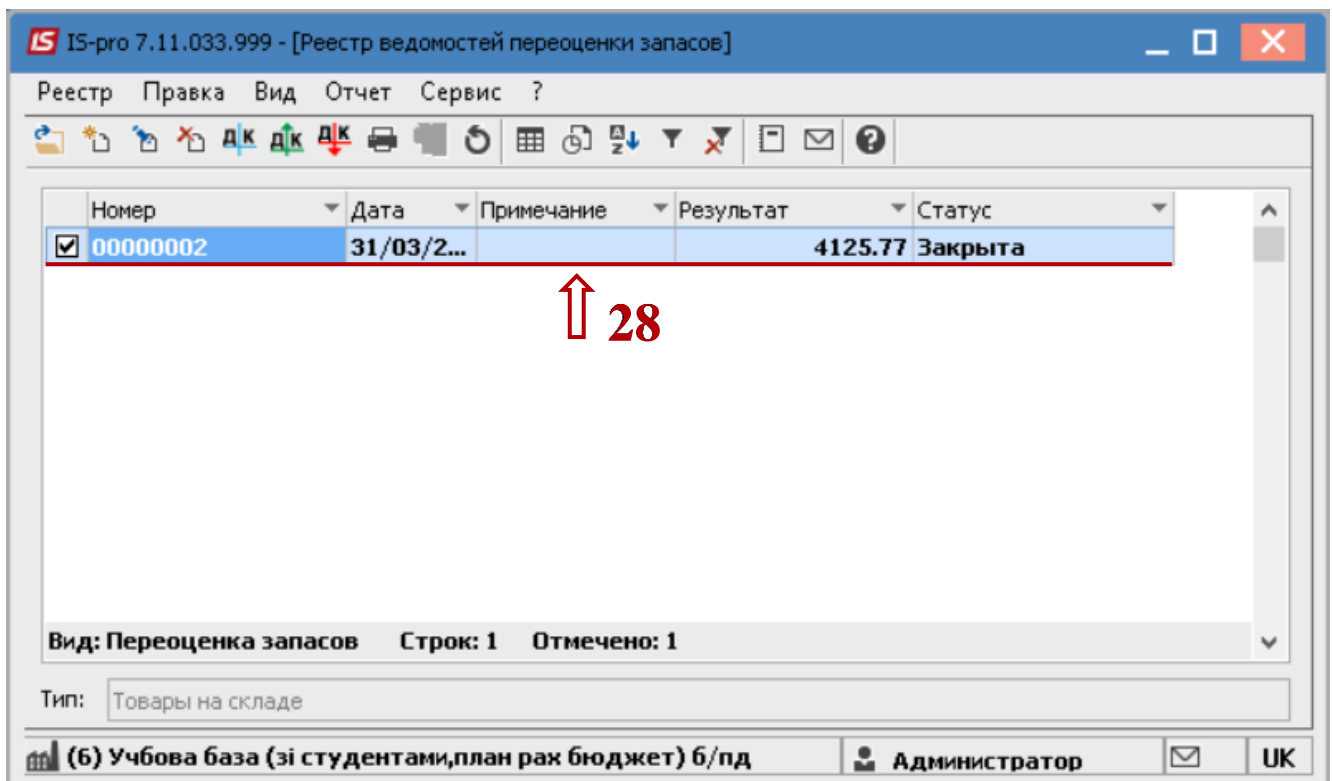 IS-pro 7.11.033.999 - [Реестр ведомостей переоценки запасов]
Реестр Правка Вид Отчет Сервис ?
Номер Дата Примечание Результат Статус
00000002 31/03/2... 4125.77 Закрыта
28
Вид: Переоценка запасов Строк: 1 Отмечено: 1
Тип: Товары на складе
(6) Учбова база (зі студентами,план рах бюджет) б/пд Администратор UK